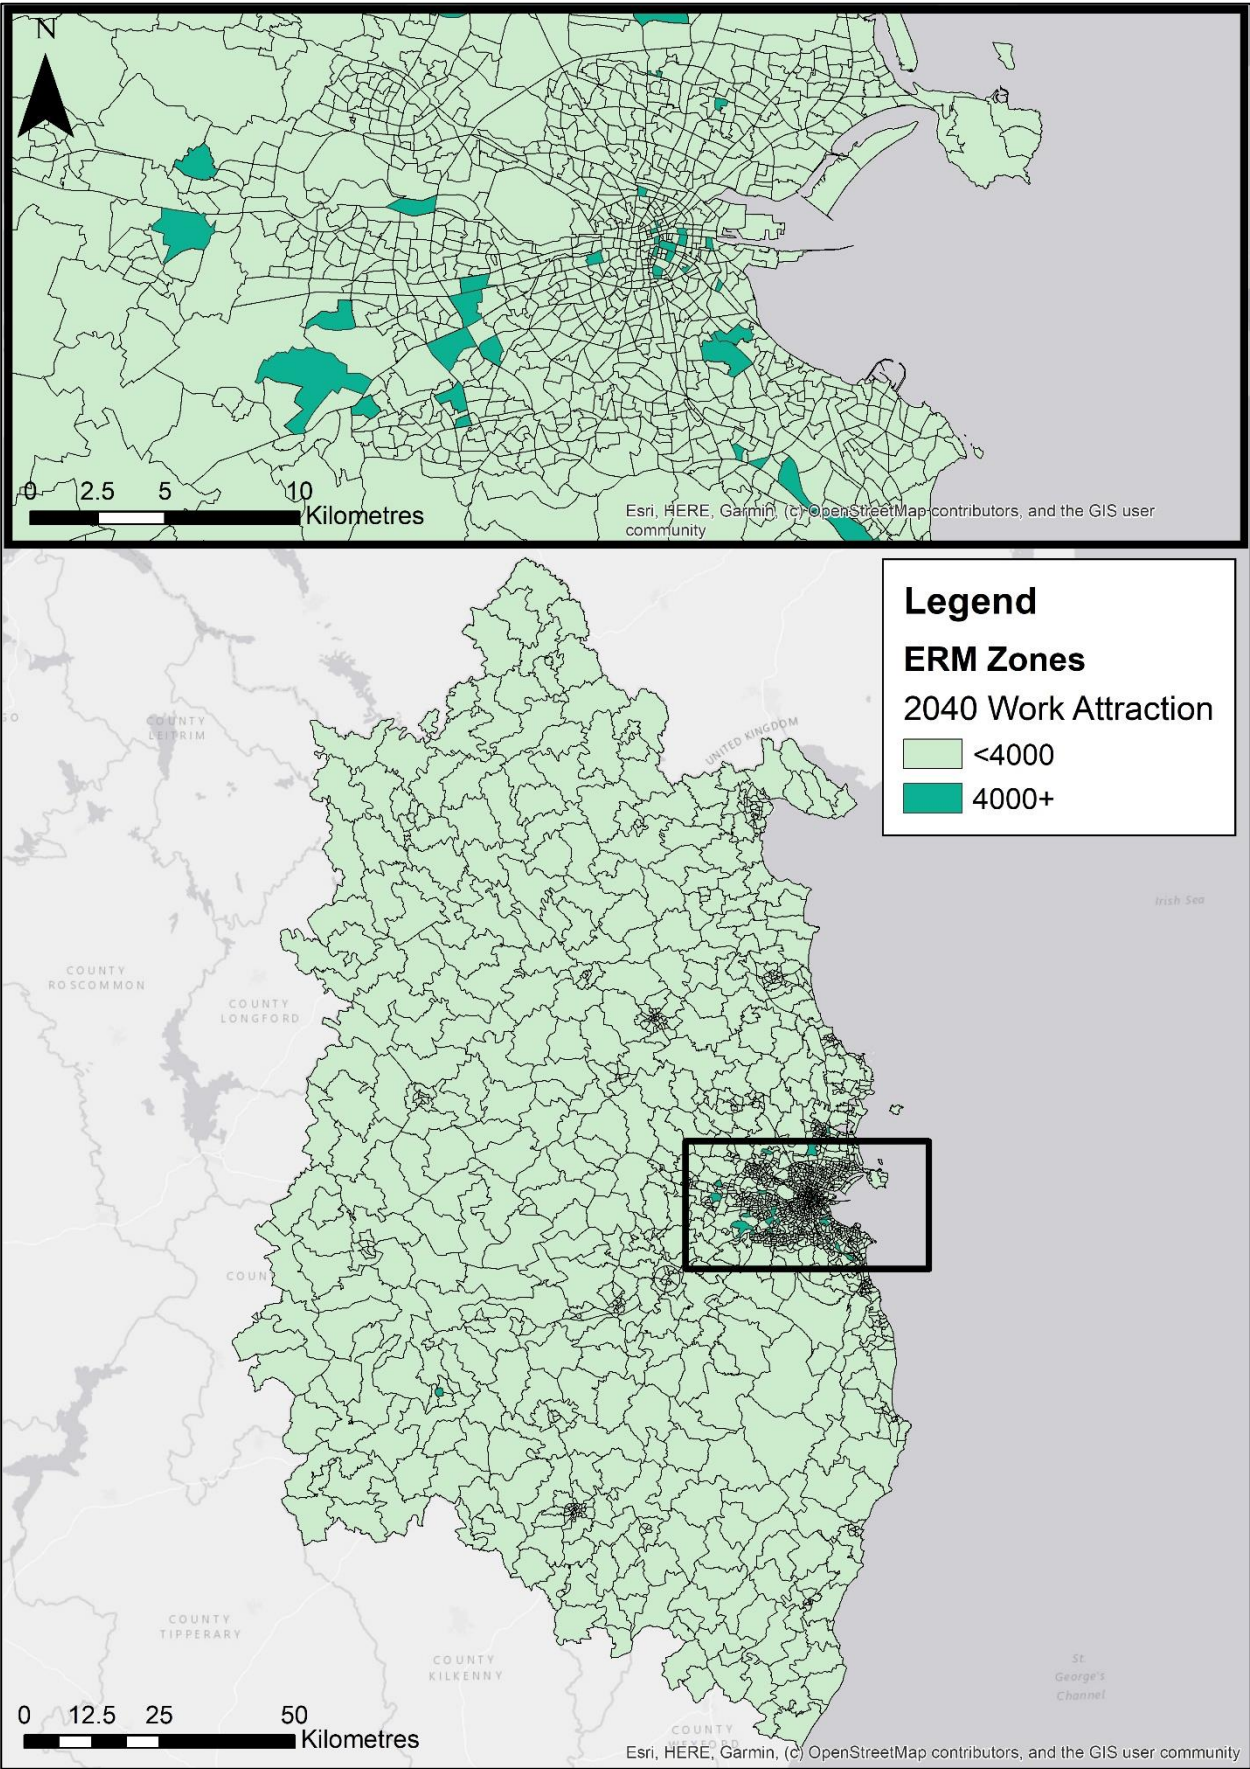 N
0 2.5 5 10
Kilometres
Esri, HERE, Garmin, (c) OpenStreetMap contributors, and the GIS user
community
Legend
ERM Zones
2040 Work Attraction
<4000
4000+
GO
COUNTY
LEITRIM
UNITED KINGDOM
Irish Sea
COUNTY
ROSCOMMON
COUNTY
LONGFORD
COUN
COUNTY
TIPPERARY
COUNTY
KILKENNY
St.
George's
Channel
COUNTY
WEXFORD
0 12.5 25 50
Kilometres
Esri, HERE, Garmin, (c) OpenStreetMap contributors, and the GIS user community